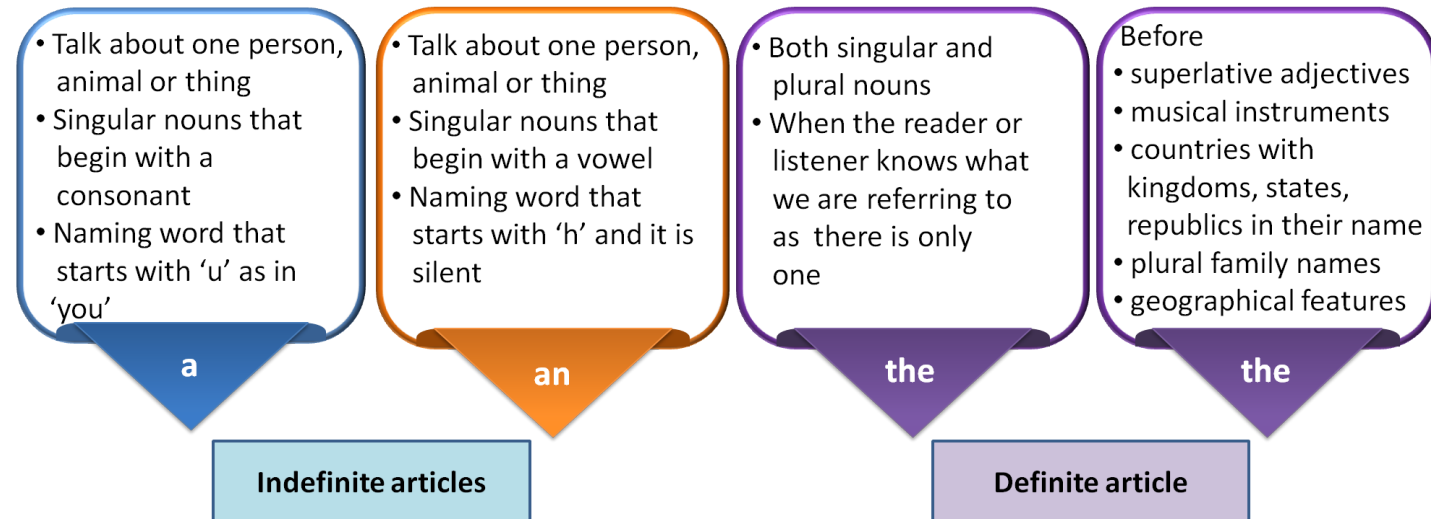 • Talk about one person,
animal or thing
• Singular nouns that
begin with a
consonant
• Naming word that
starts with ‘u’ as in
‘you’
a
• Talk about one person,
animal or thing
• Singular nouns that
begin with a vowel
• Naming word that
starts with ‘h’ and it is
silent
an
• Both singular and
plural nouns
• When the reader or
listener knows what
we are referring to
as there is only
one
the
Before
• superlative adjectives
• musical instruments
• countries with
kingdoms, states,
republics in their name
• plural family names
• geographical features
the
Indefinite articles
Definite article